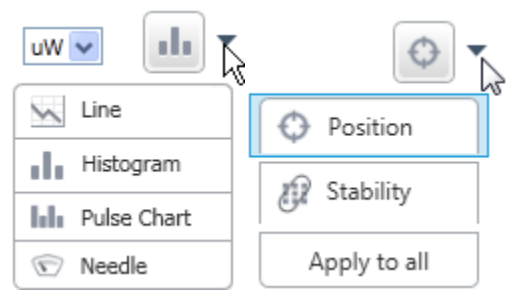 uW
Line
Histogram
Pulse Chart
Needle
Position
Stability
Apply to all